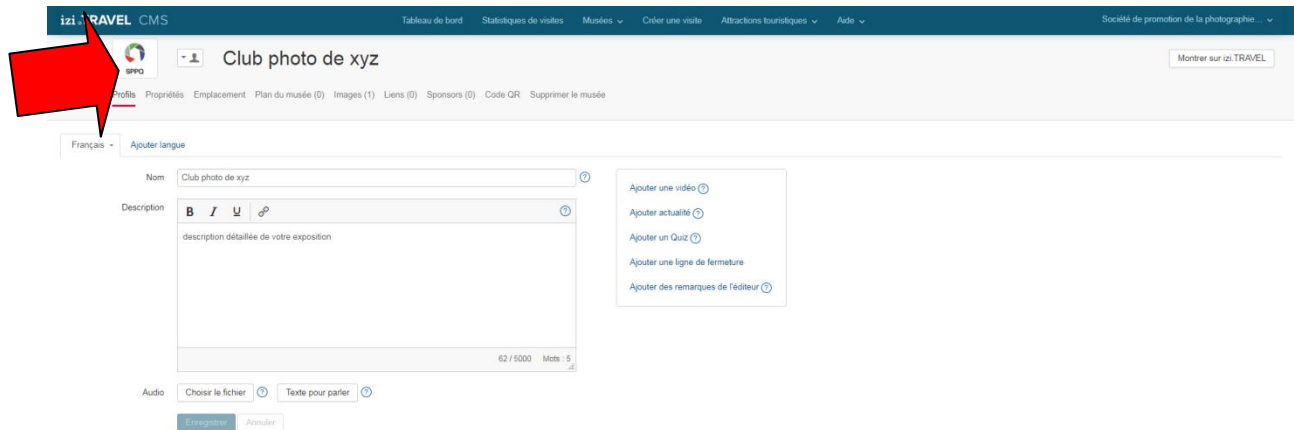 izi.TRAVEL CMS Tableau de bord Statistiques de visites Musées Créer une visite Attractions touristiques Aide Société de promotion de la photographie...
SPPQ
Club photo de xyz
Montrer sur izi.TRAVEL
Profils Propriétés Emplacement Plan du musée (0) Images (1) Liens (0) Sponsors (0) Code QR Supprimer le musée
Français Ajouter langue
Nom Club photo de xyz ?
Ajouter une vidéo ?
Description B I U ?
Ajouter actualité ?
description détaillée de votre exposition
Ajouter un Quiz ?
Ajouter une ligne de fermeture
Ajouter des remarques de l'éditeur ?
62 / 5000 Mots : 5
Audio Choisir le fichier ? Texte pour parler ?
Enregistrer Annuler